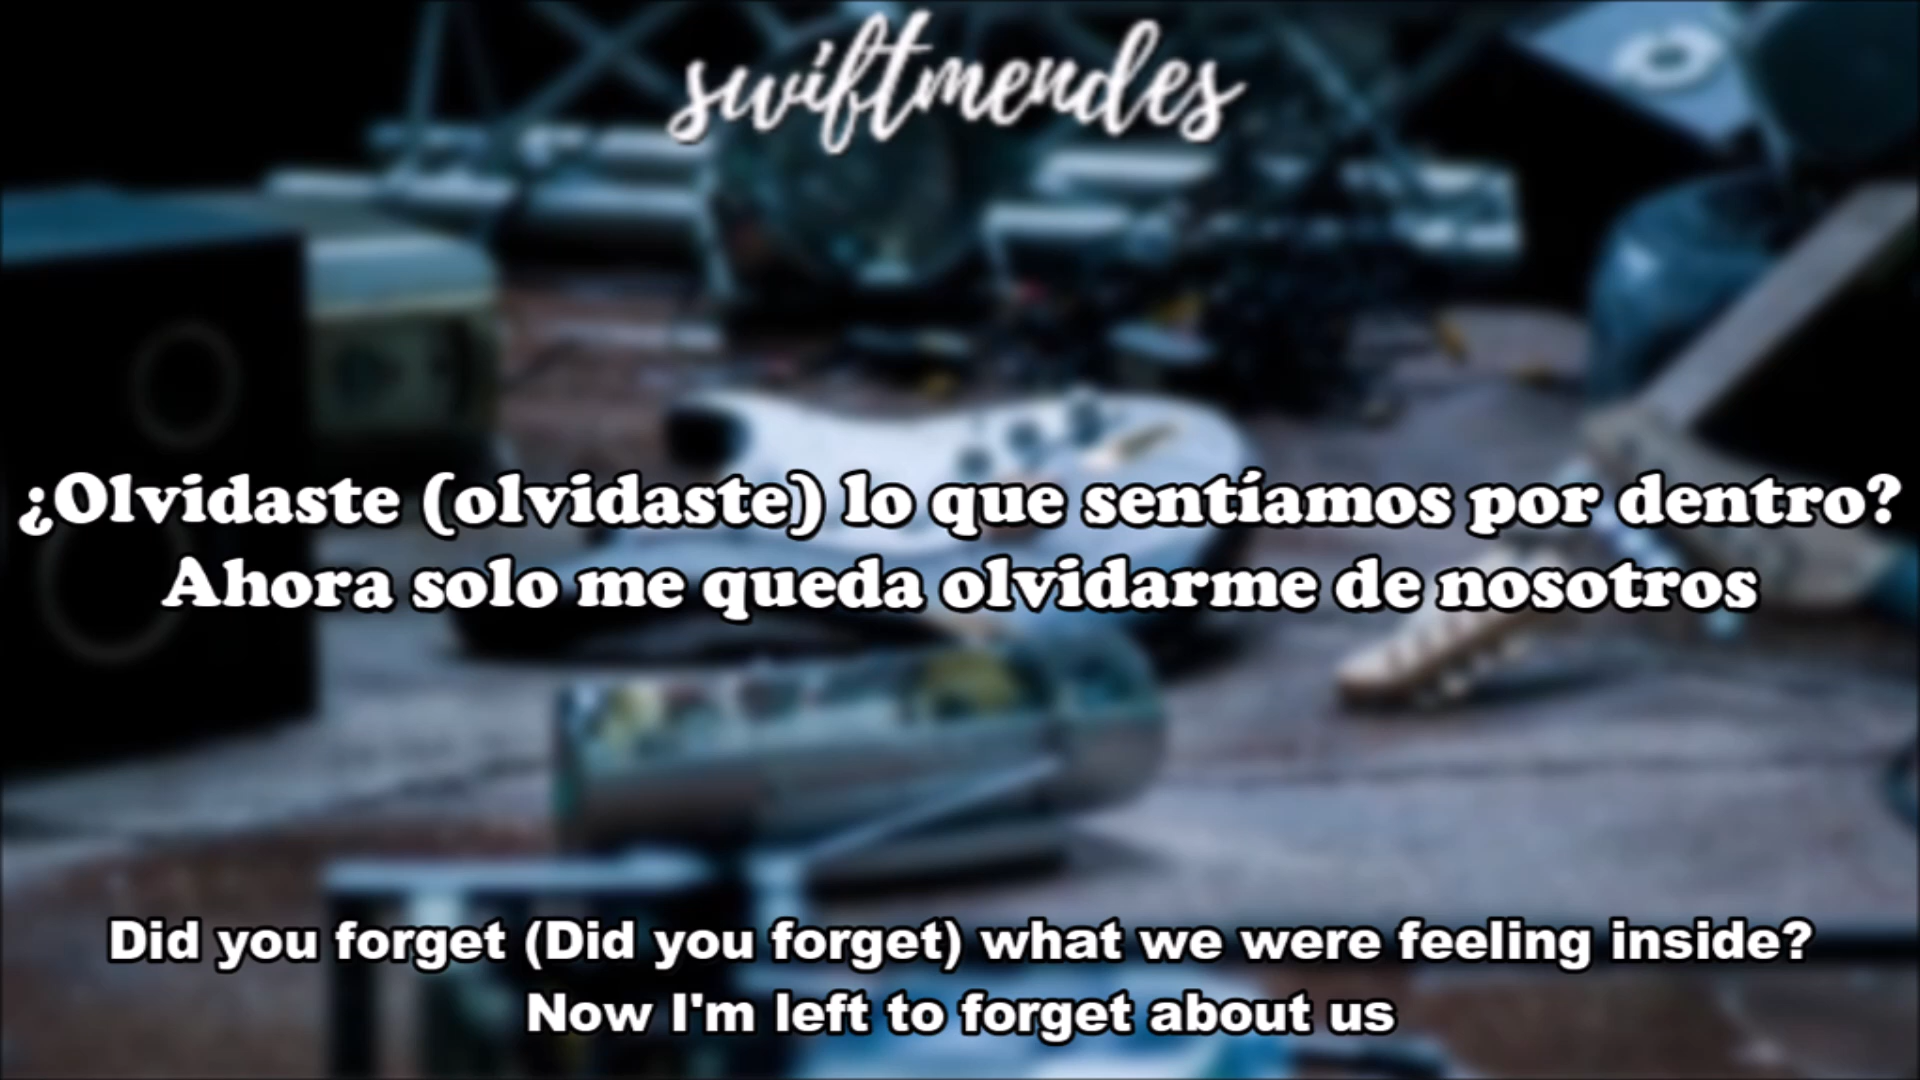 swiftmendes
¿Olvidaste (olvidaste) lo que sentíamos por dentro?
Ahora solo me queda olvidarme de nosotros
Did you forget (Did you forget) what we were feeling inside?
Now I'm left to forget about us